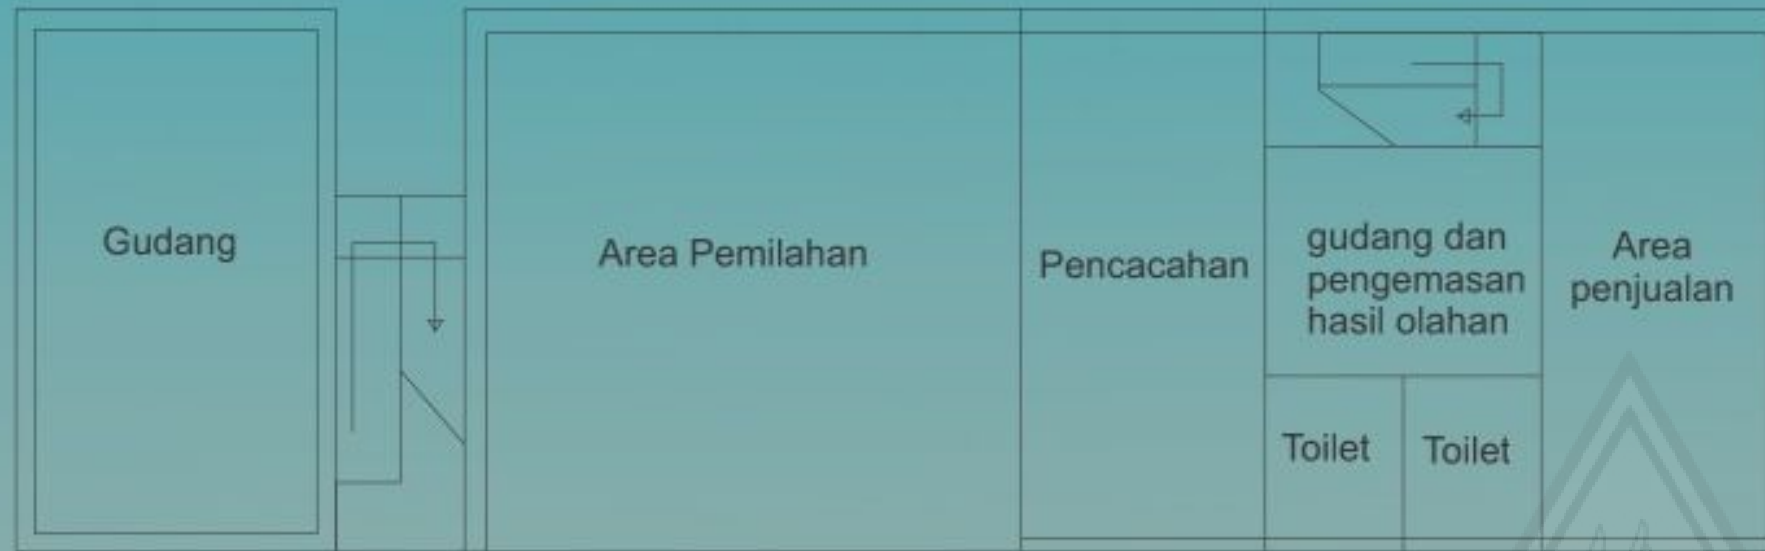 Gudang
Area Pemilahan
Pencacahan
gudang dan
pengemasan
hasil olahan
Area
penjualan
Toilet
Toilet